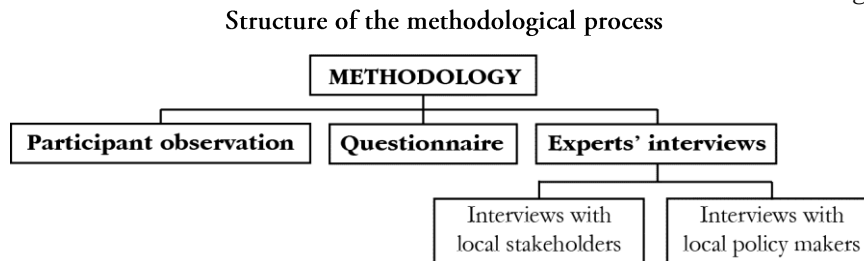 Structure of the methodological process
METHODOLOGY
Participant observation
Questionnaire
Experts' interviews
Interviews with
local stakeholders
Interviews with
local policy makers